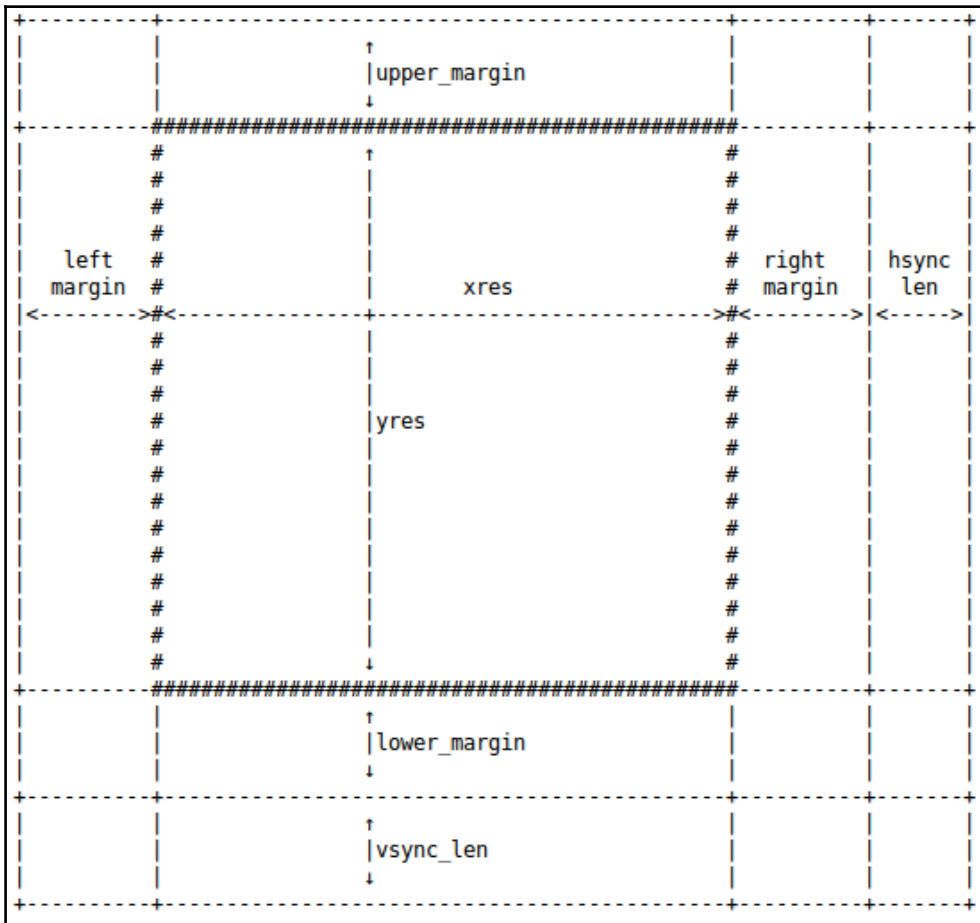 upper_margin
left
margin
xres
right
margin
hsync
len
yres
lower_margin
vsync_len